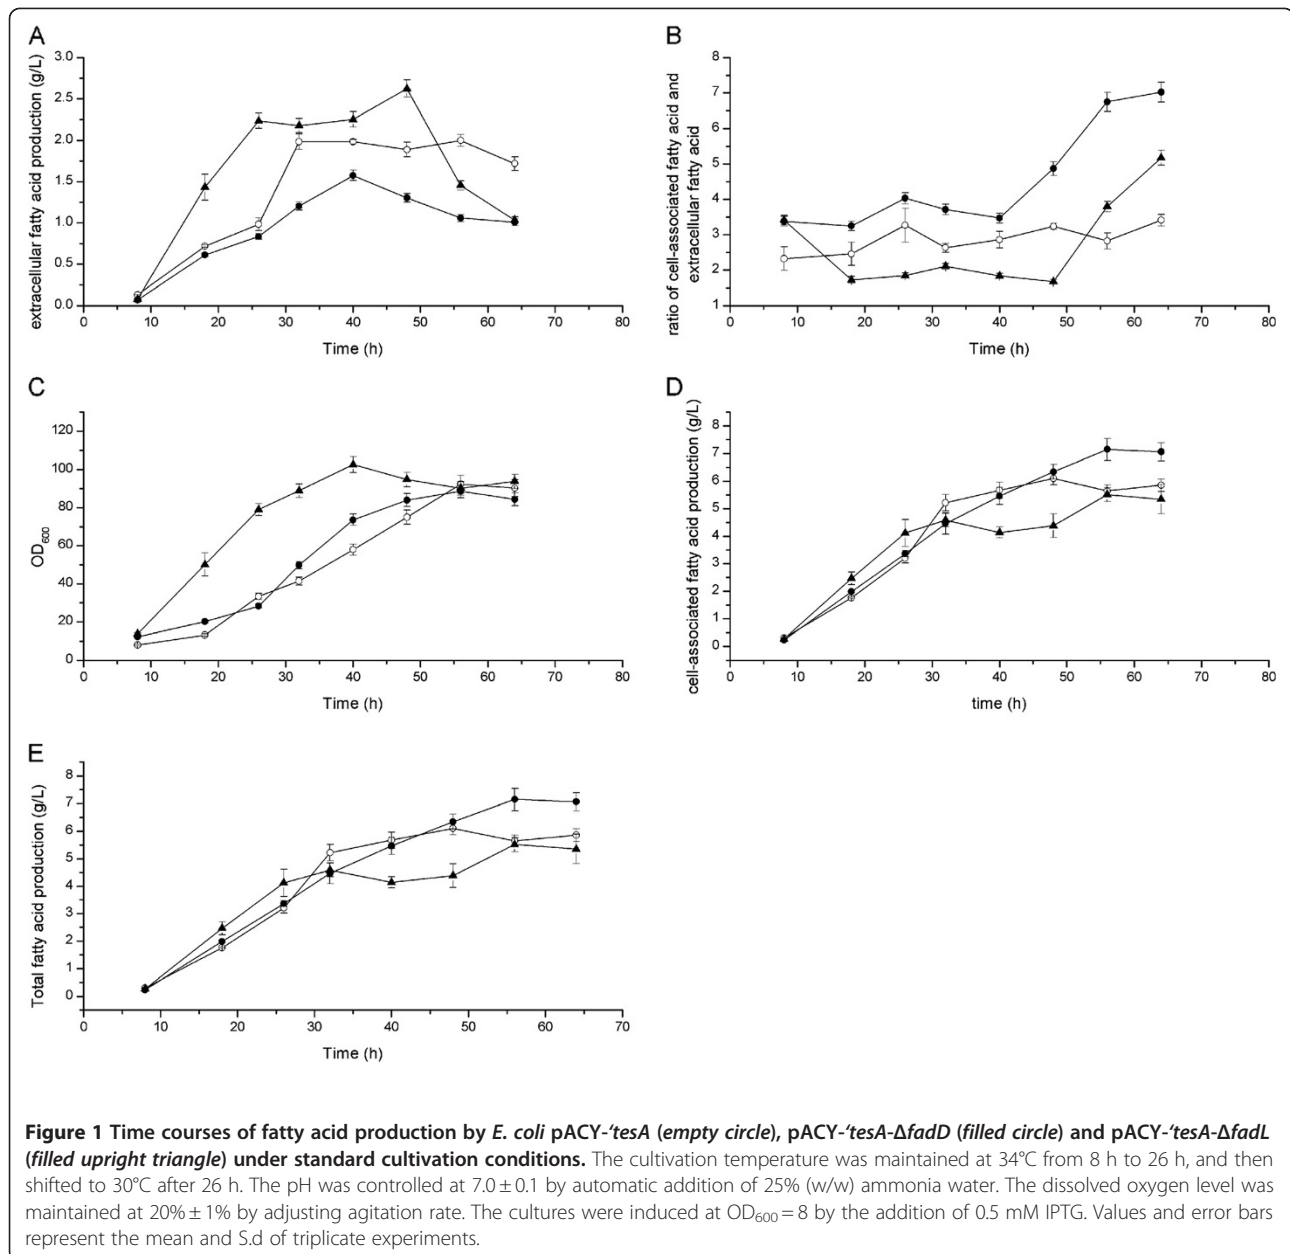 A
extracellular fatty acid production (g/L)
3.0
2.5
2.0
1.5
1.0
0.5
0.0
0 10 20 30 40 50 60 70 80
Time (h)
B
ratio of cell-associated fatty acid and
extracellular fatty acid
8
7
6
5
4
3
2
1
0 10 20 30 40 50 60 70 80
Time (h)
C
OD600
120
100
80
60
40
20
0
0 10 20 30 40 50 60 70 80
Time (h)
D
cell-associated fatty acid production (g/L)
8
7
6
5
4
3
2
1
0
0 10 20 30 40 50 60 70 80
time (h)
E
Total fatty acid production (g/L)
8
7
6
5
4
3
2
1
0
0 10 20 30 40 50 60 70
Time (h)
Figure 1 Time courses of fatty acid production by E. coli pACY-‘tesA (empty circle), pACY-‘tesA-ΔfadD (filled circle) and pACY-‘tesA-ΔfadL
(filled upright triangle) under standard cultivation conditions. The cultivation temperature was maintained at 34°C from 8 h to 26 h, and then
shifted to 30°C after 26 h. The pH was controlled at 7.0 ± 0.1 by automatic addition of 25% (w/w) ammonia water. The dissolved oxygen level was
maintained at 20% ± 1% by adjusting agitation rate. The cultures were induced at OD600 = 8 by the addition of 0.5 mM IPTG. Values and error bars
represent the mean and S.d of triplicate experiments.